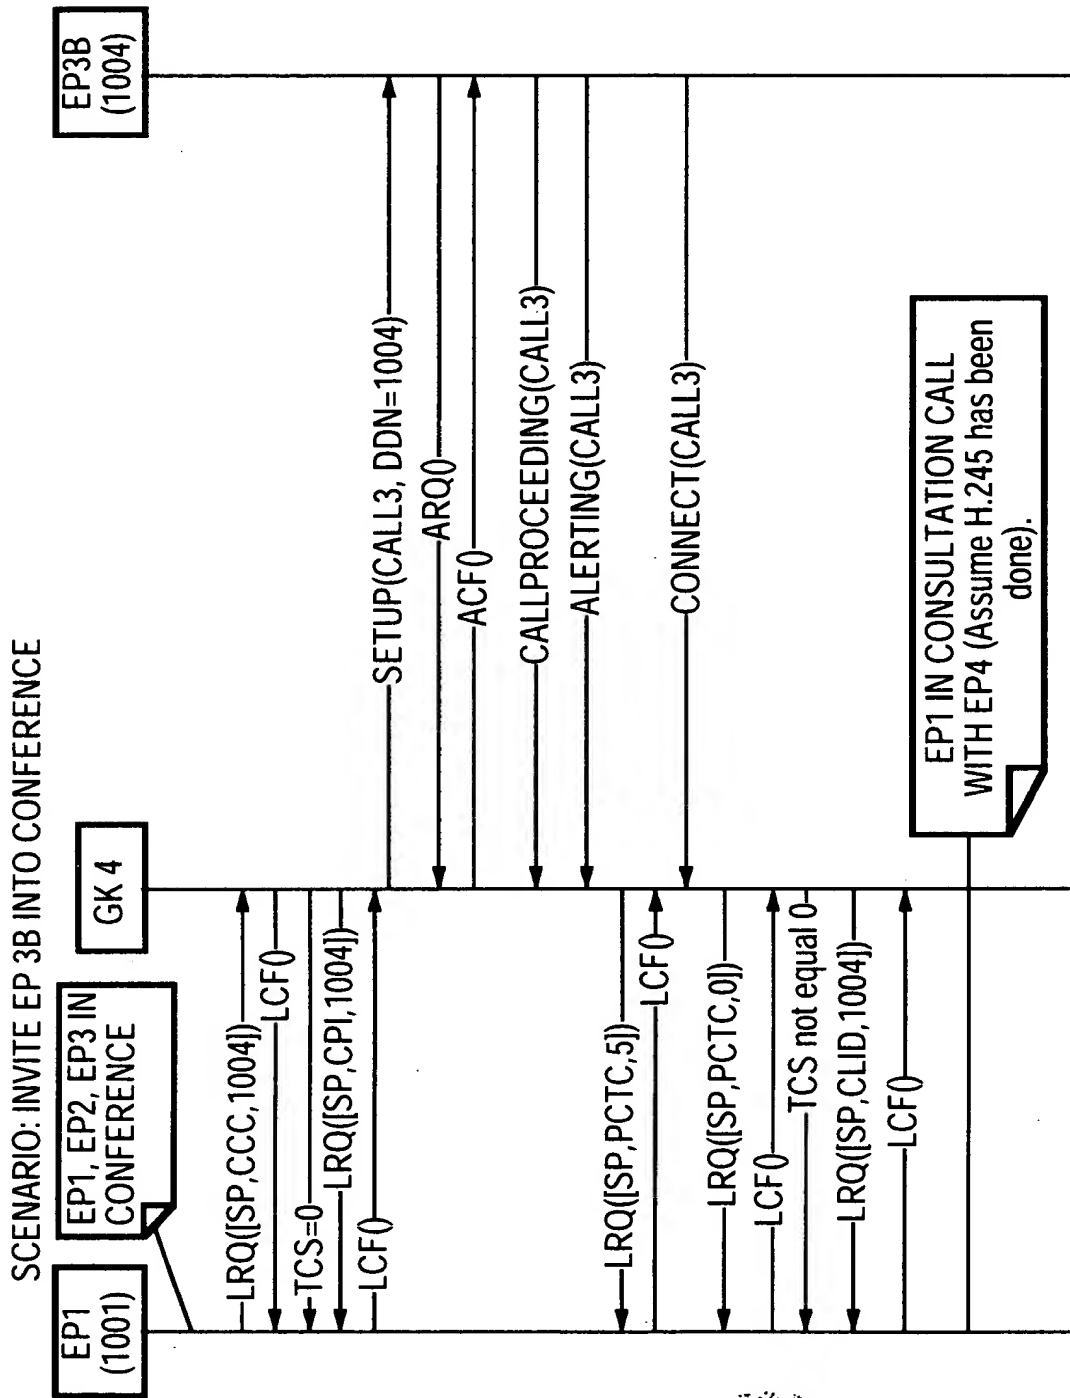 SCENARIO: INVITE EP 3B INTO CONFERENCE
EP1
(1001)
EP1, EP2, EP3 IN
CONFERENCE
GK 4
EP3B
(1004)
LRQ([SP,CCC,1004])
LCF()
TCS=0
LRQ([SP,CPI,1004])
LCF()
SETUP(CALL3, DDN=1004)
ARQ()
ACF()
CALLPROCEEDING(CALL3)
ALERTING(CALL3)
LRQ([SP,PCTC,5])
LCF()
CONNECT(CALL3)
LRQ([SP,PCTC,0])
LCF()
TCS not equal 0
LRQ([SP,CLID,1004])
LCF()
EP1 IN CONSULTATION CALL
WITH EP4 (Assume H.245 has been
done).